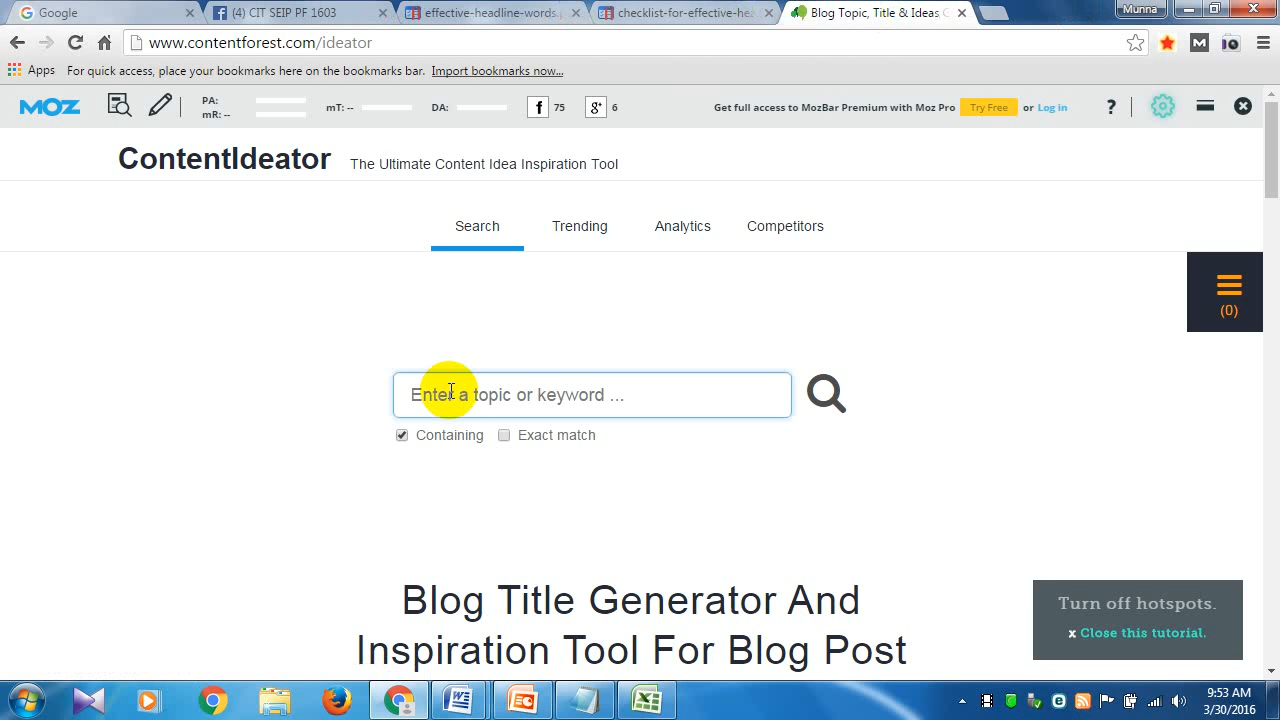 Google
(4) CIT SEIP PF 1603
effective-headline-words.p
checklist-for-effective-hea
Blog Topic, Title & Ideas G
Munna
www.contentforest.com/ideator
Apps
For quick access, place your bookmarks here on the bookmarks bar. Import bookmarks now...
MOZ
PA:
mR: --
mT: --
DA:
f 75
g+ 6
Get full access to MozBar Premium with Moz Pro Try Free or Log in
?
ContentIdeator The Ultimate Content Idea Inspiration Tool
Search Trending Analytics Competitors
(0)
Enter a topic or keyword ...
Containing Exact match
Blog Title Generator And
Inspiration Tool For Blog Post
Turn off hotspots.
x Close this tutorial.
9:53 AM
3/30/2016